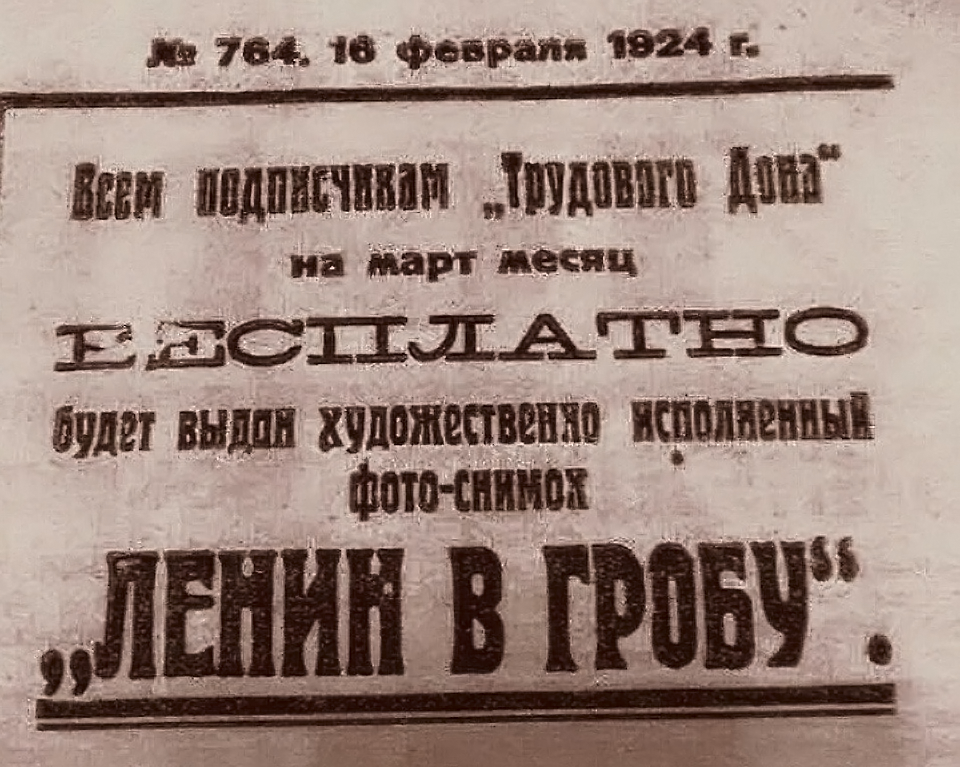 № 764. 16 февраля 1924 г.
Всем подписчикам „Трудового Дона“
на март месяц
БЕСПЛАТНО
будет выдан художественно исполненный
фото-снимок
„ЛЕНИН В ГРОБУ“.